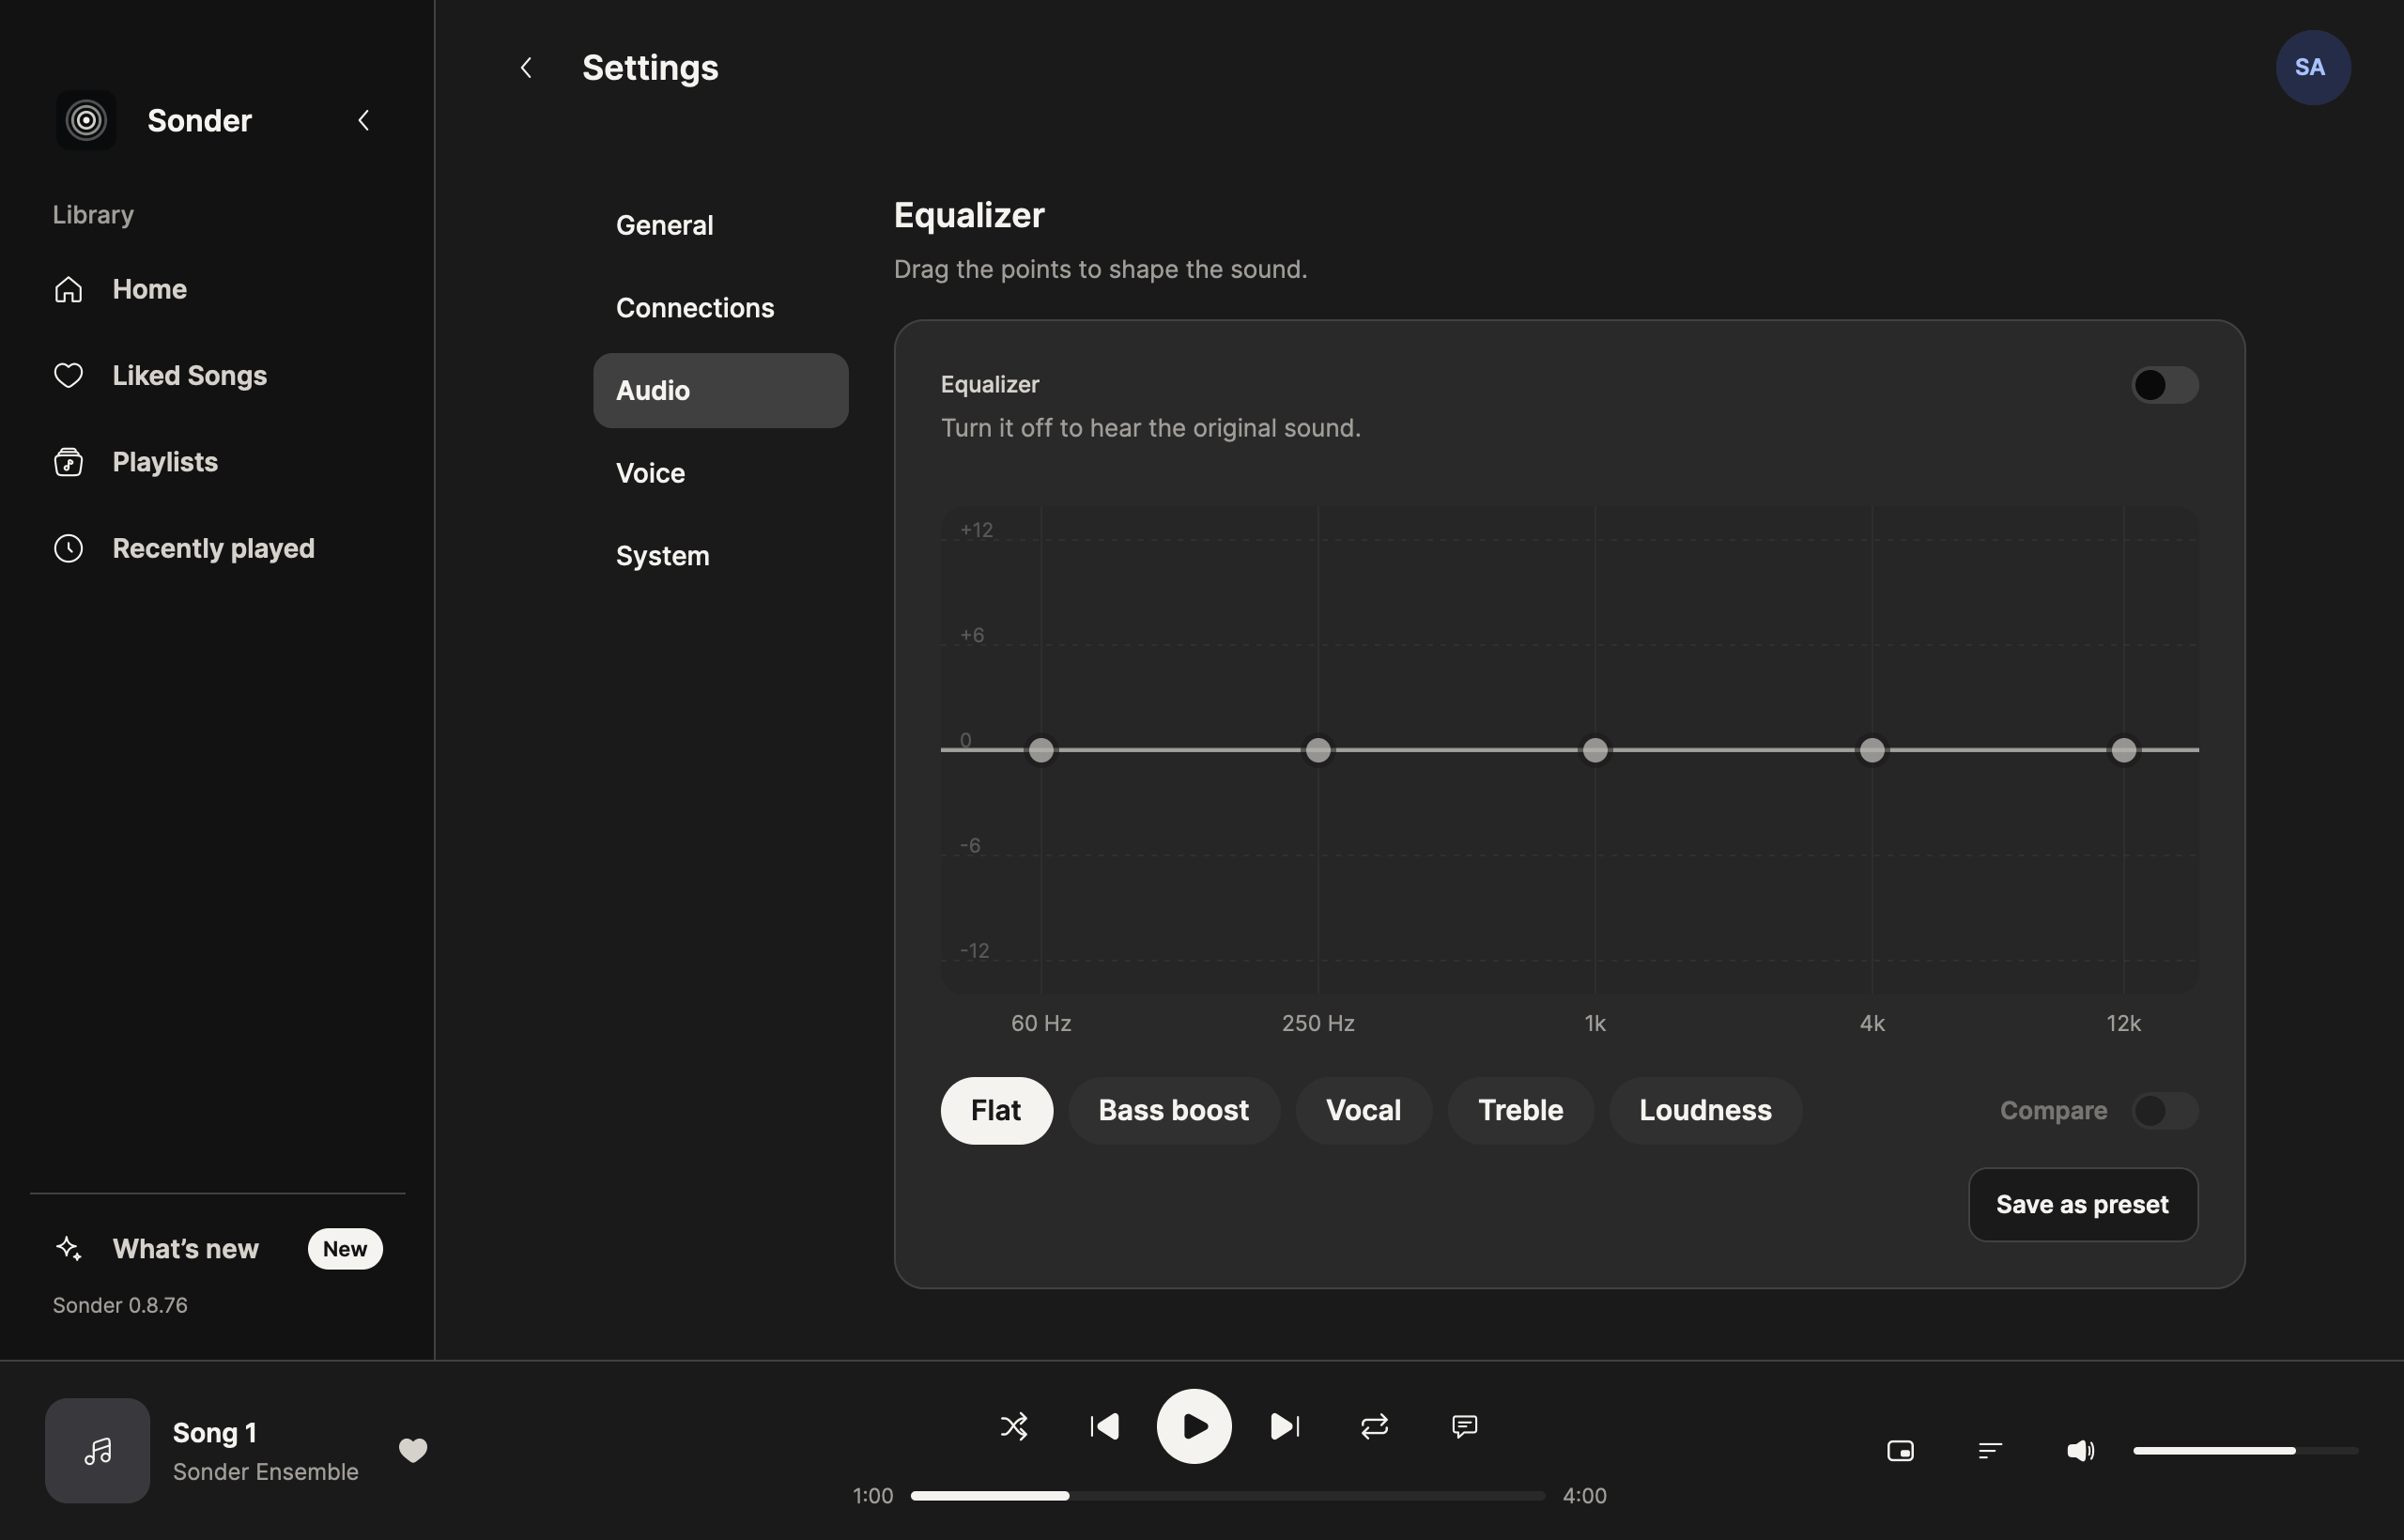 Sonder
Library
Home
Liked Songs
Playlists
Recently played
What’s new
New
Sonder 0.8.76
Settings
SA
General
Connections
Audio
Voice
System
Equalizer
Drag the points to shape the sound.
Equalizer
Turn it off to hear the original sound.
+12
+6
0
-6
-12
60 Hz 250 Hz 1k 4k 12k
Flat Bass boost Vocal Treble Loudness Compare
Save as preset
Song 1
Sonder Ensemble
1:00 4:00